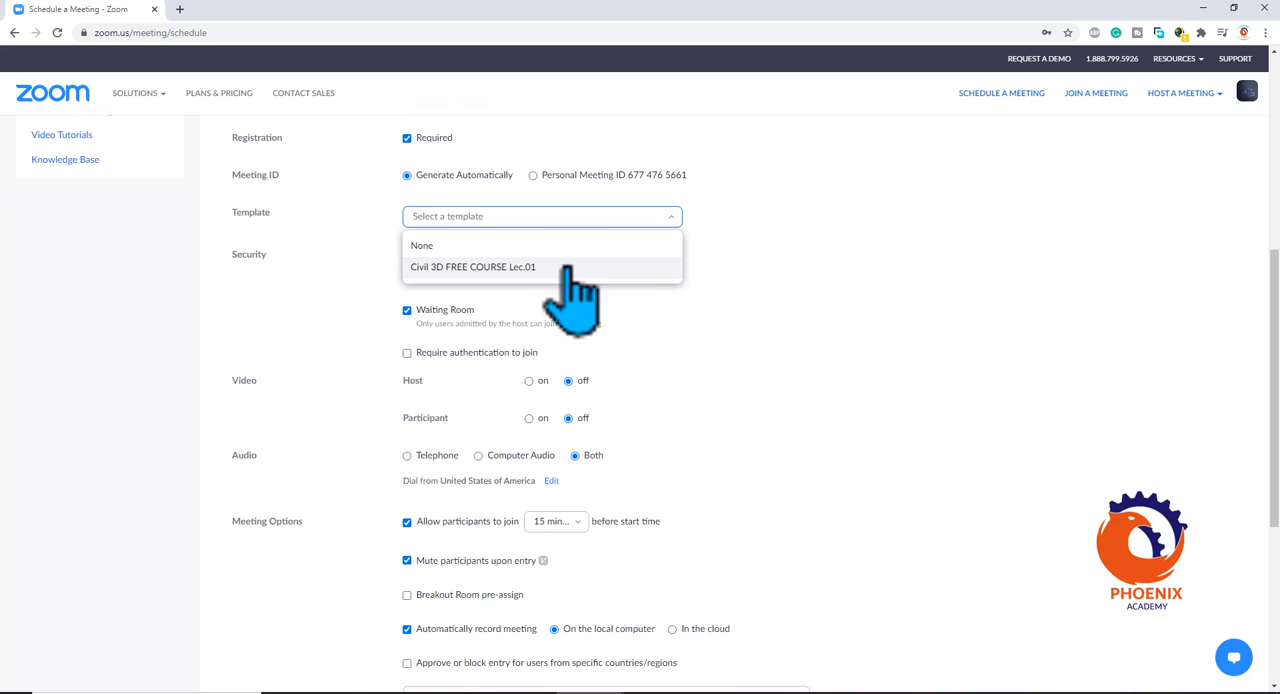 Schedule a Meeting - Zoom
zoom.us/meeting/schedule
REQUEST A DEMO 1.888.799.5926 RESOURCES SUPPORT
zoom SOLUTIONS PLANS & PRICING CONTACT SALES SCHEDULE A MEETING JOIN A MEETING HOST A MEETING
Video Tutorials
Knowledge Base
Registration Required
Meeting ID Generate Automatically Personal Meeting ID 677 476 5661
Template Select a template
None
Security
Civil 3D FREE COURSE Lec.01
Waiting Room
Only users admitted by the host can join
Require authentication to join
Video Host on off
Participant on off
Audio Telephone Computer Audio Both
Dial from United States of America Edit
Meeting Options Allow participants to join 15 min... before start time
Mute participants upon entry
Breakout Room pre-assign
Automatically record meeting On the local computer In the cloud
Approve or block entry for users from specific countries/regions
PHOENIX
ACADEMY